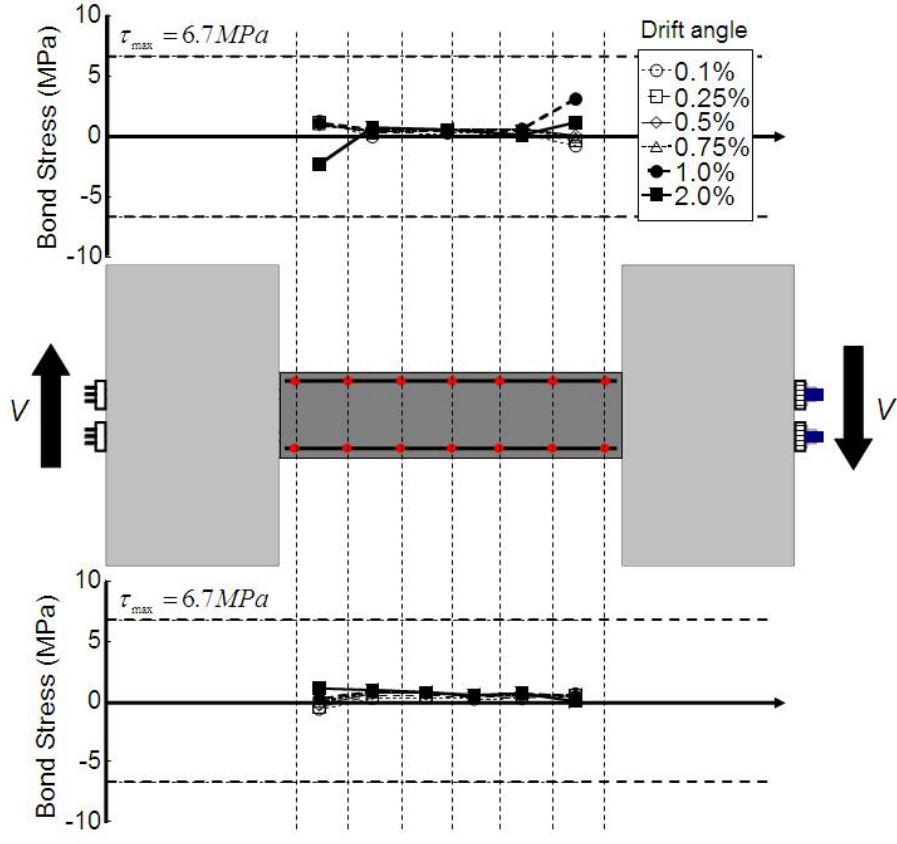 10
τmax = 6.7MPa
Drift angle
Bond Stress (MPa)
5
0
-5
-10
0.1%
0.25%
0.5%
0.75%
1.0%
2.0%
V
V
10
τmax = 6.7MPa
Bond Stress (MPa)
5
0
-5
-10